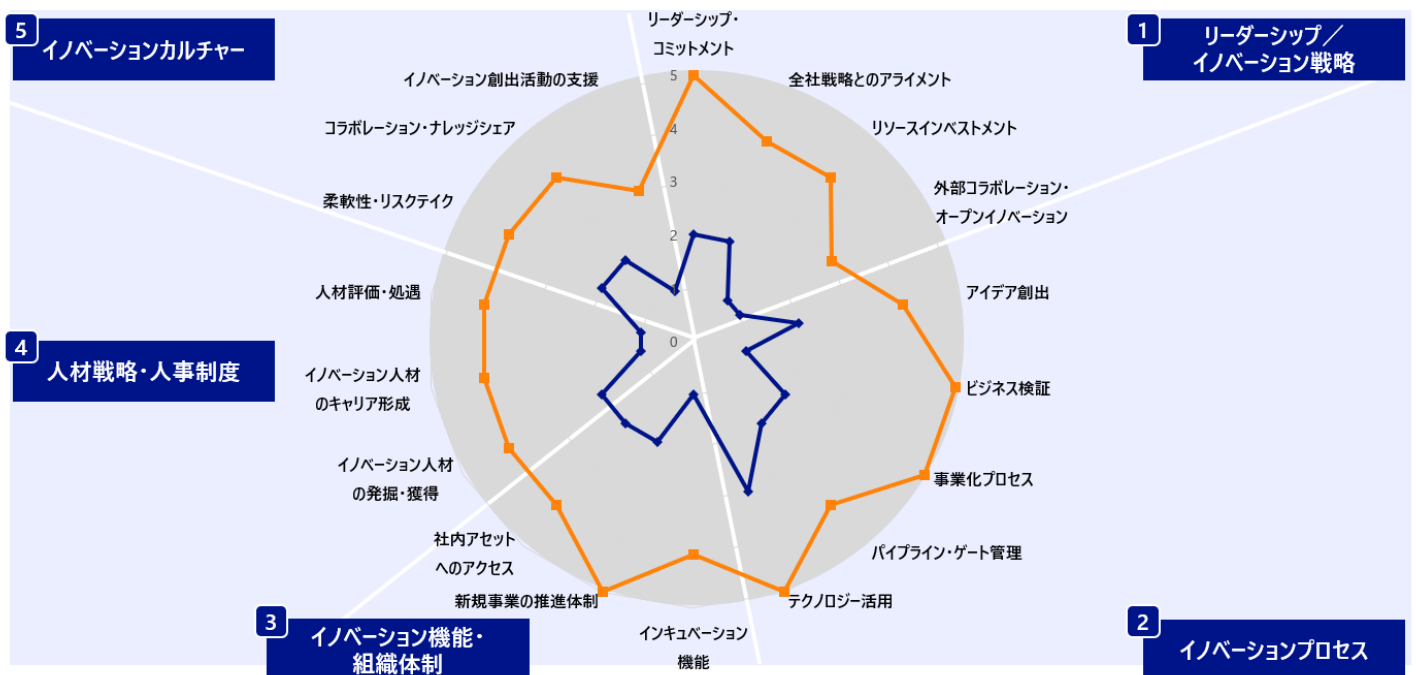 5
イノベーションカルチャー
1
リーダーシップ／
イノベーション戦略
リーダーシップ・
コミットメント
全社戦略とのアライメント
リソースインベストメント
外部コラボレーション・
オープンイノベーション
アイデア創出
ビジネス検証
事業化プロセス
パイプライン・ゲート管理
テクノロジー活用
インキュベーション
機能
新規事業の推進体制
社内アセット
へのアクセス
イノベーション人材
の発掘・獲得
イノベーション人材
のキャリア形成
人材評価・処遇
柔軟性・リスクテイク
コラボレーション・ナレッジシェア
イノベーション創出活動の支援
5
4
3
2
1
0
4
人材戦略・人事制度
3
イノベーション機能・
組織体制
2
イノベーションプロセス